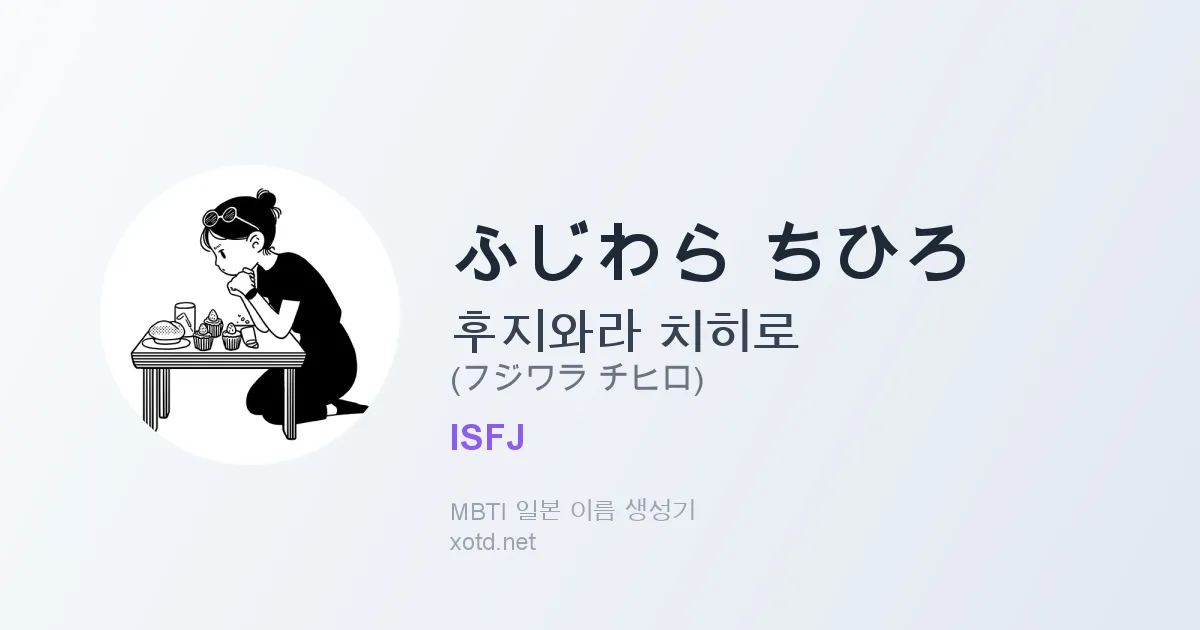 ふじわら ちひろ
후지와라 치히로
(フジワラ チヒロ)
ISFJ
MBTI 일본 이름 생성기
xotd.net